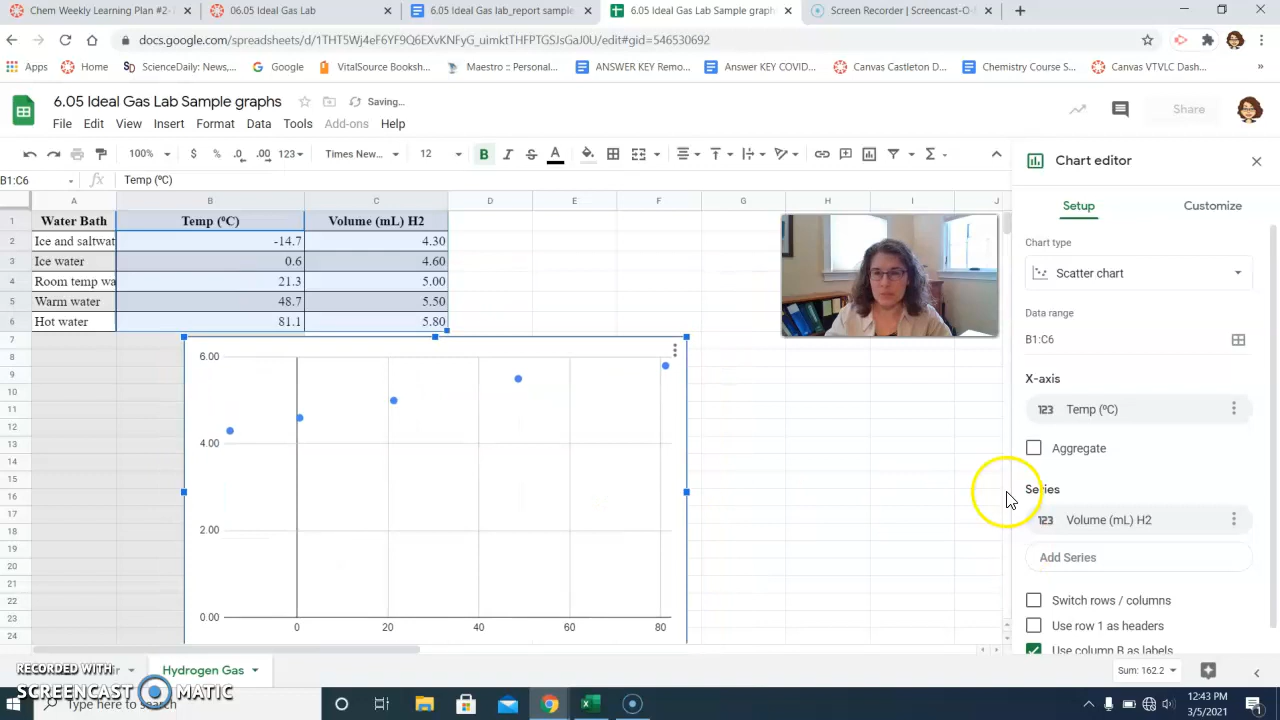 Chem Weekly Learning Plan #2-
06.05 Ideal Gas Lab
6.05 Ideal Gas lab_report sample
6.05 Ideal Gas Lab Sample graph
Screen Recorder | Screencast-O-
docs.google.com/spreadsheets/d/1THT5Wj4eF6YF9Q6EXvKNFyG_uimktTHFPTGSJsGaJ0U/edit#gid=546530692
Apps
Home
ScienceDaily: News,...
Google
VitalSource Booksh...
Maestro :: Personal...
ANSWER KEY Remo...
Answer KEY COVID...
Canvas Castleton D...
Chemistry Course S...
Canvas VTVLC Dash...
»
6.05 Ideal Gas Lab Sample graphs
Saving...
Share
File Edit View Insert Format Data Tools Add-ons Help
100% $ % .0 .00 123 Times New... 12 B I S A Σ
B1:C6 fx Temp (ºC)
A B C D E F G H I J
1 Water Bath Temp (ºC) Volume (mL) H2
2 Ice and saltwat -14.7 4.30
3 Ice water 0.6 4.60
4 Room temp wa 21.3 5.00
5 Warm water 48.7 5.50
6 Hot water 81.1 5.80
7
8
9
10
11
12
13
14
15
16
17
18
19
20
21
22
23
24
6.00
4.00
2.00
0.00
0 20 40 60 80
Chart editor
Setup Customize
Chart type
Scatter chart
Data range
B1:C6
X-axis
123 Temp (ºC)
Aggregate
Series
123 Volume (mL) H2
Add Series
Switch rows / columns
Use row 1 as headers
Use column B as labels
Hydrogen Gas
Sum: 162.2
RECORDED WITH
SCREENCAST MATIC
Type here to search
12:43 PM
3/5/2021